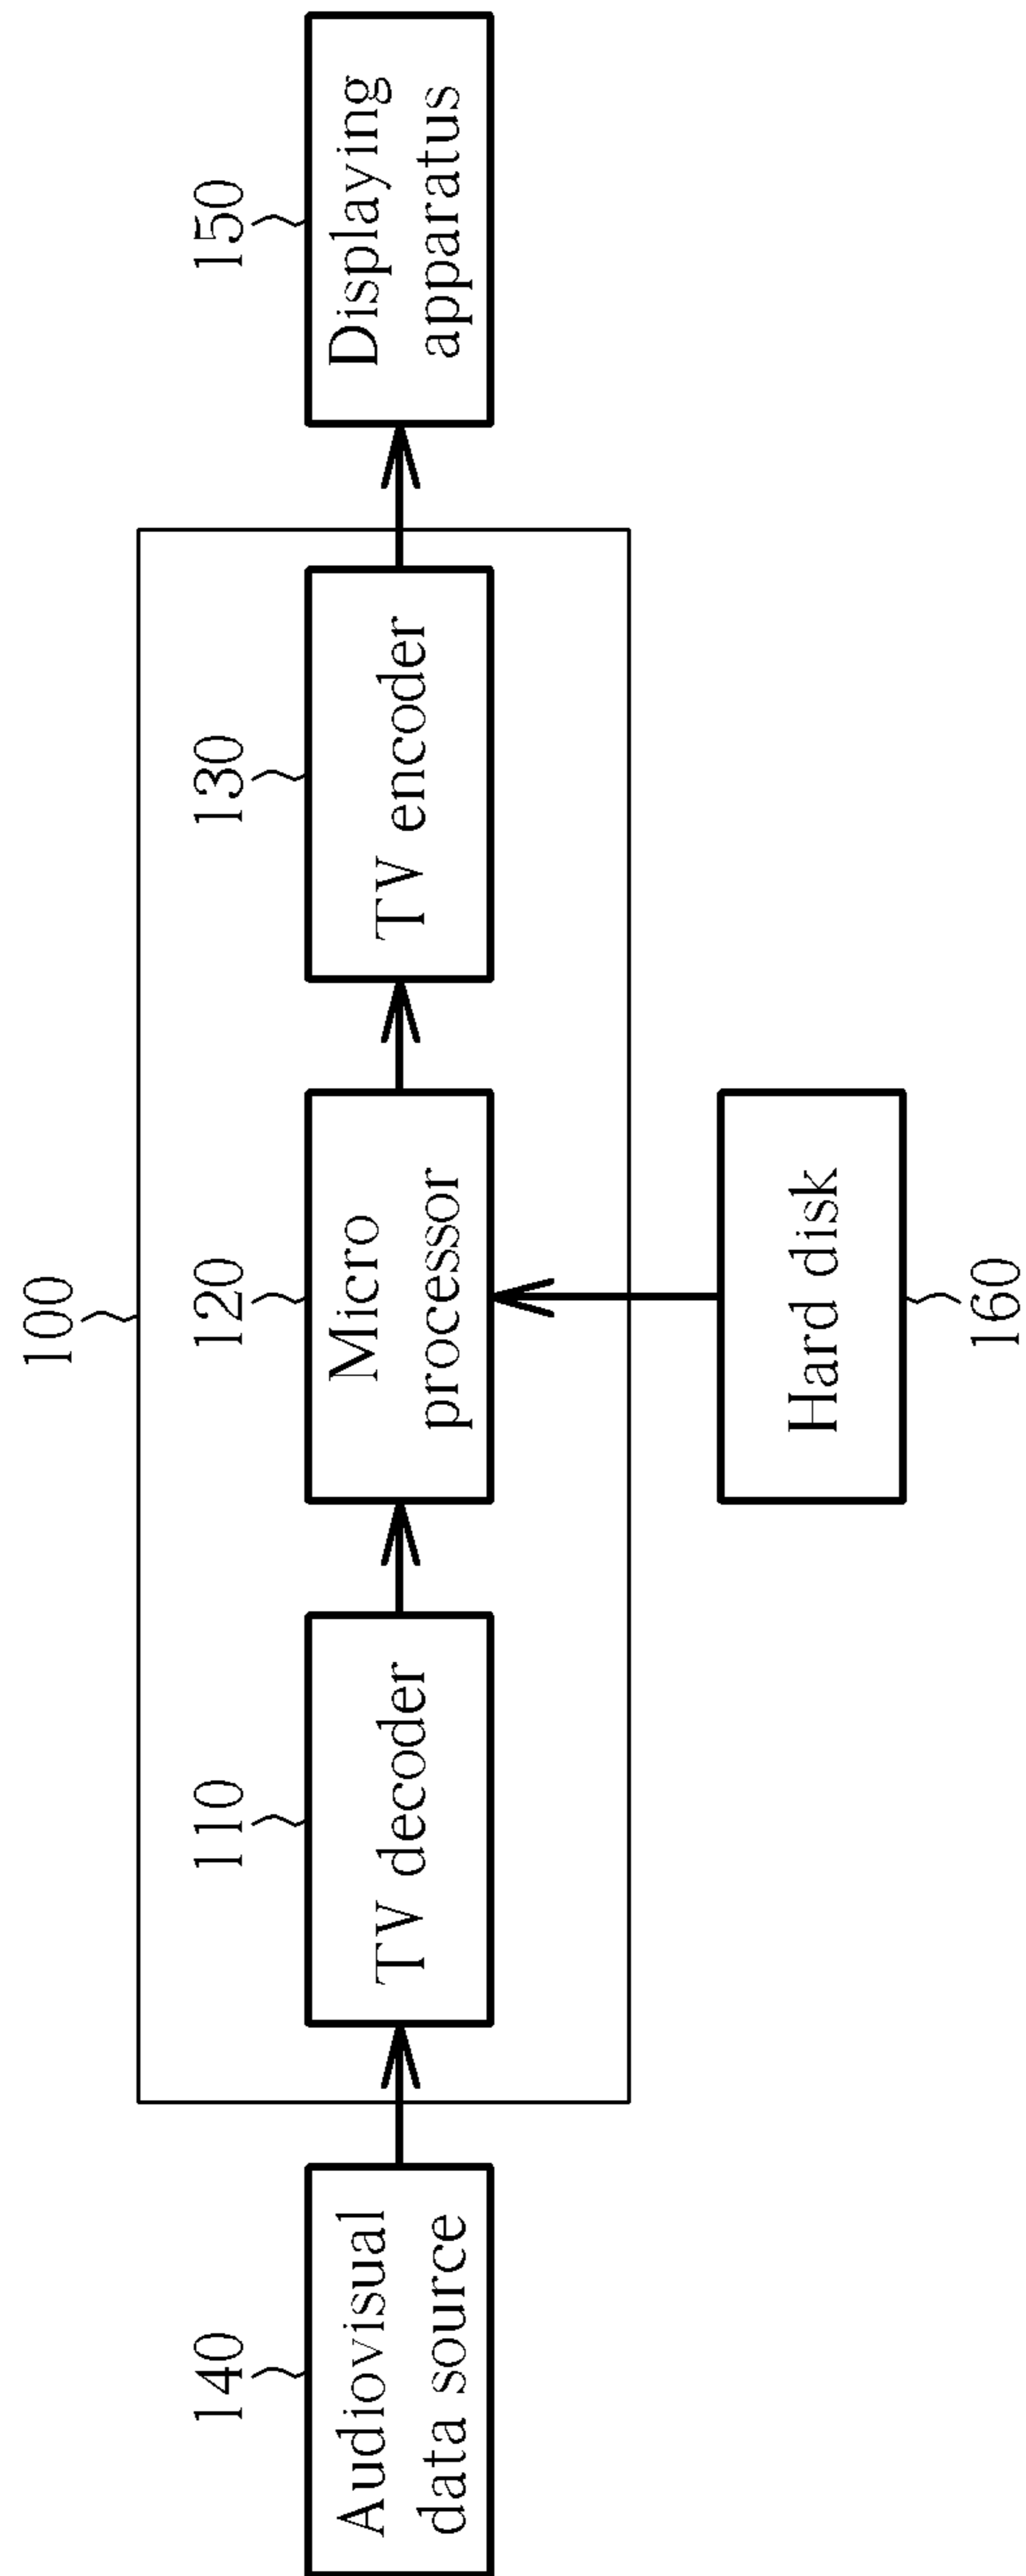 100
140
110
120
130
150
Audiovisual
data source
TV decoder
Micro
processor
TV encoder
Displaying
apparatus
Hard disk
160